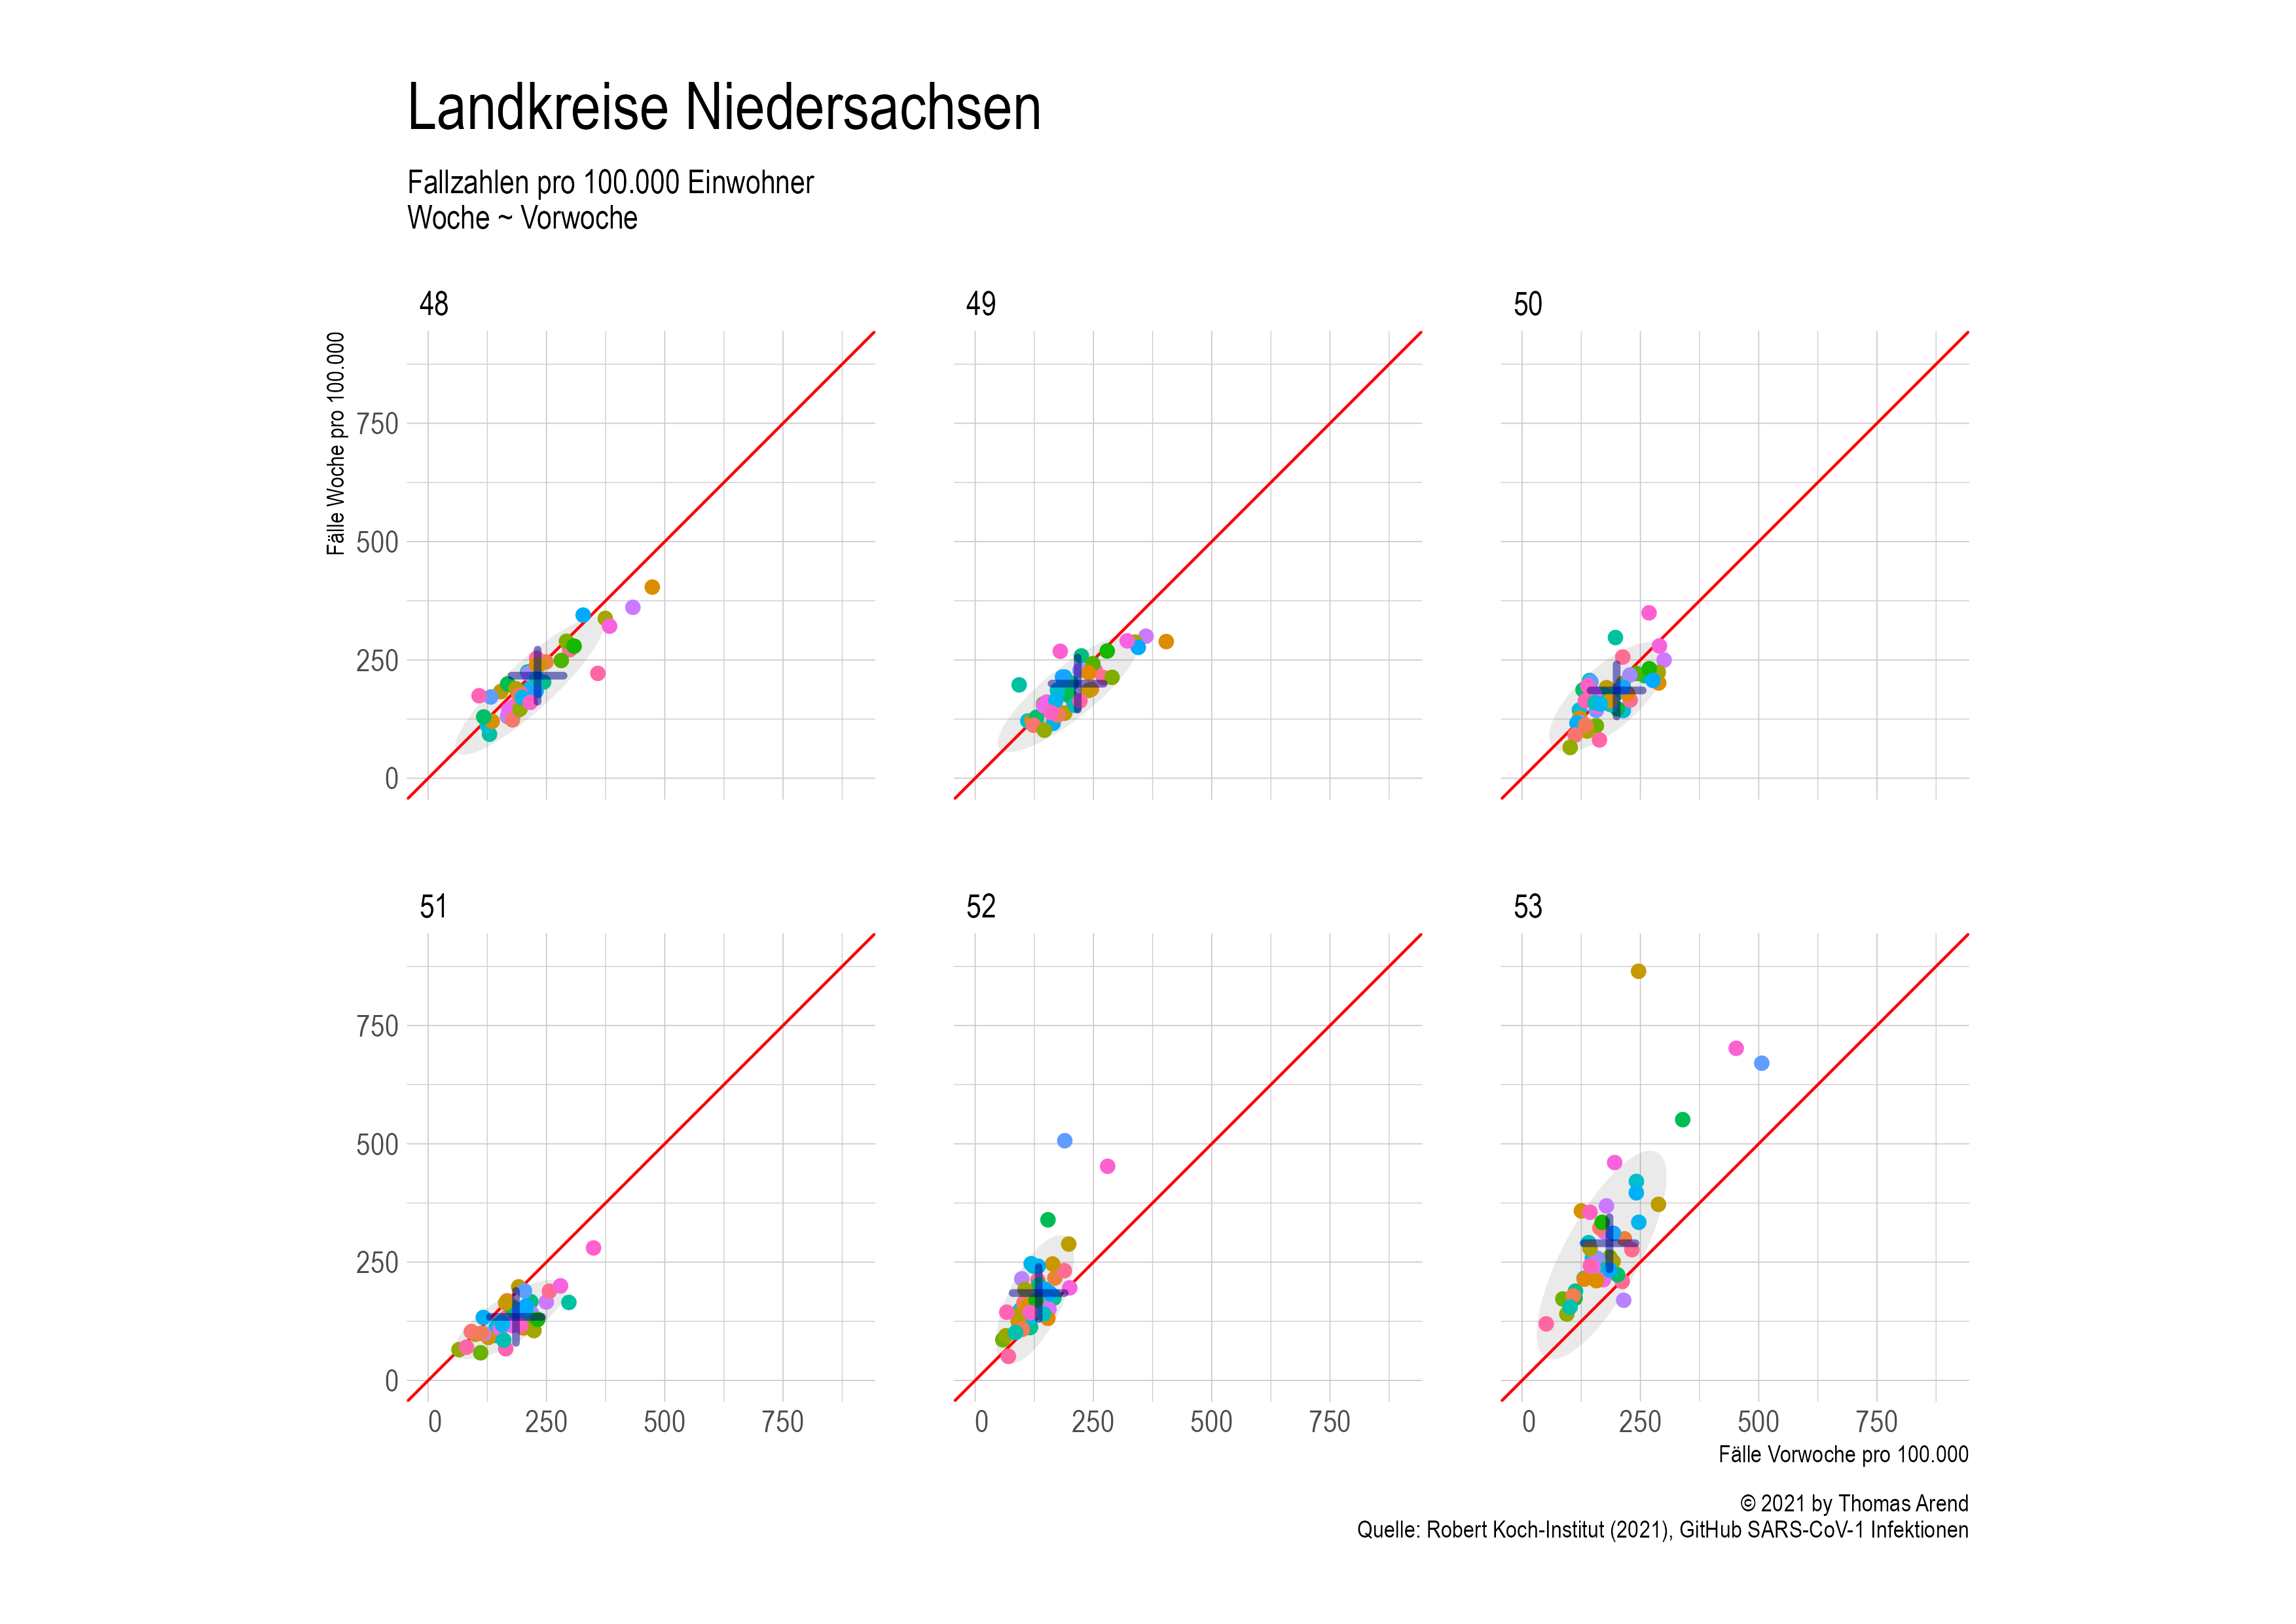 Landkreise Niedersachsen
Fallzahlen pro 100.000 Einwohner
Woche ~ Vorwoche
48
49
50
Fälle Woche pro 100.000
750
500
250
0
51
52
53
750
500
250
0
0 250 500 750
0 250 500 750
0 250 500 750
Fälle Vorwoche pro 100.000
© 2021 by Thomas Arend
Quelle: Robert Koch-Institut (2021), GitHub SARS-CoV-1 Infektionen